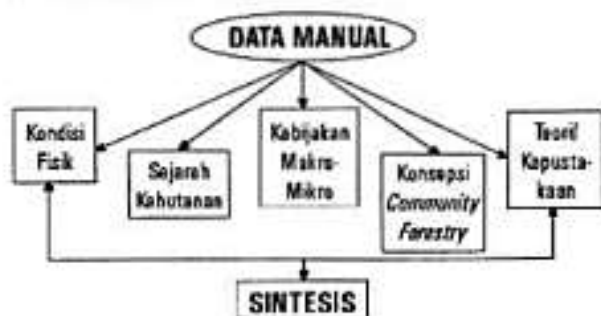 DATA MANUAL
Kondisi
Fisik
Sejarah
Kehutanan
Kebijakan
Makro-
Mikro
Konsepsi
Community
Forestry
Teori/
Kepusta-
kaan
SINTESIS